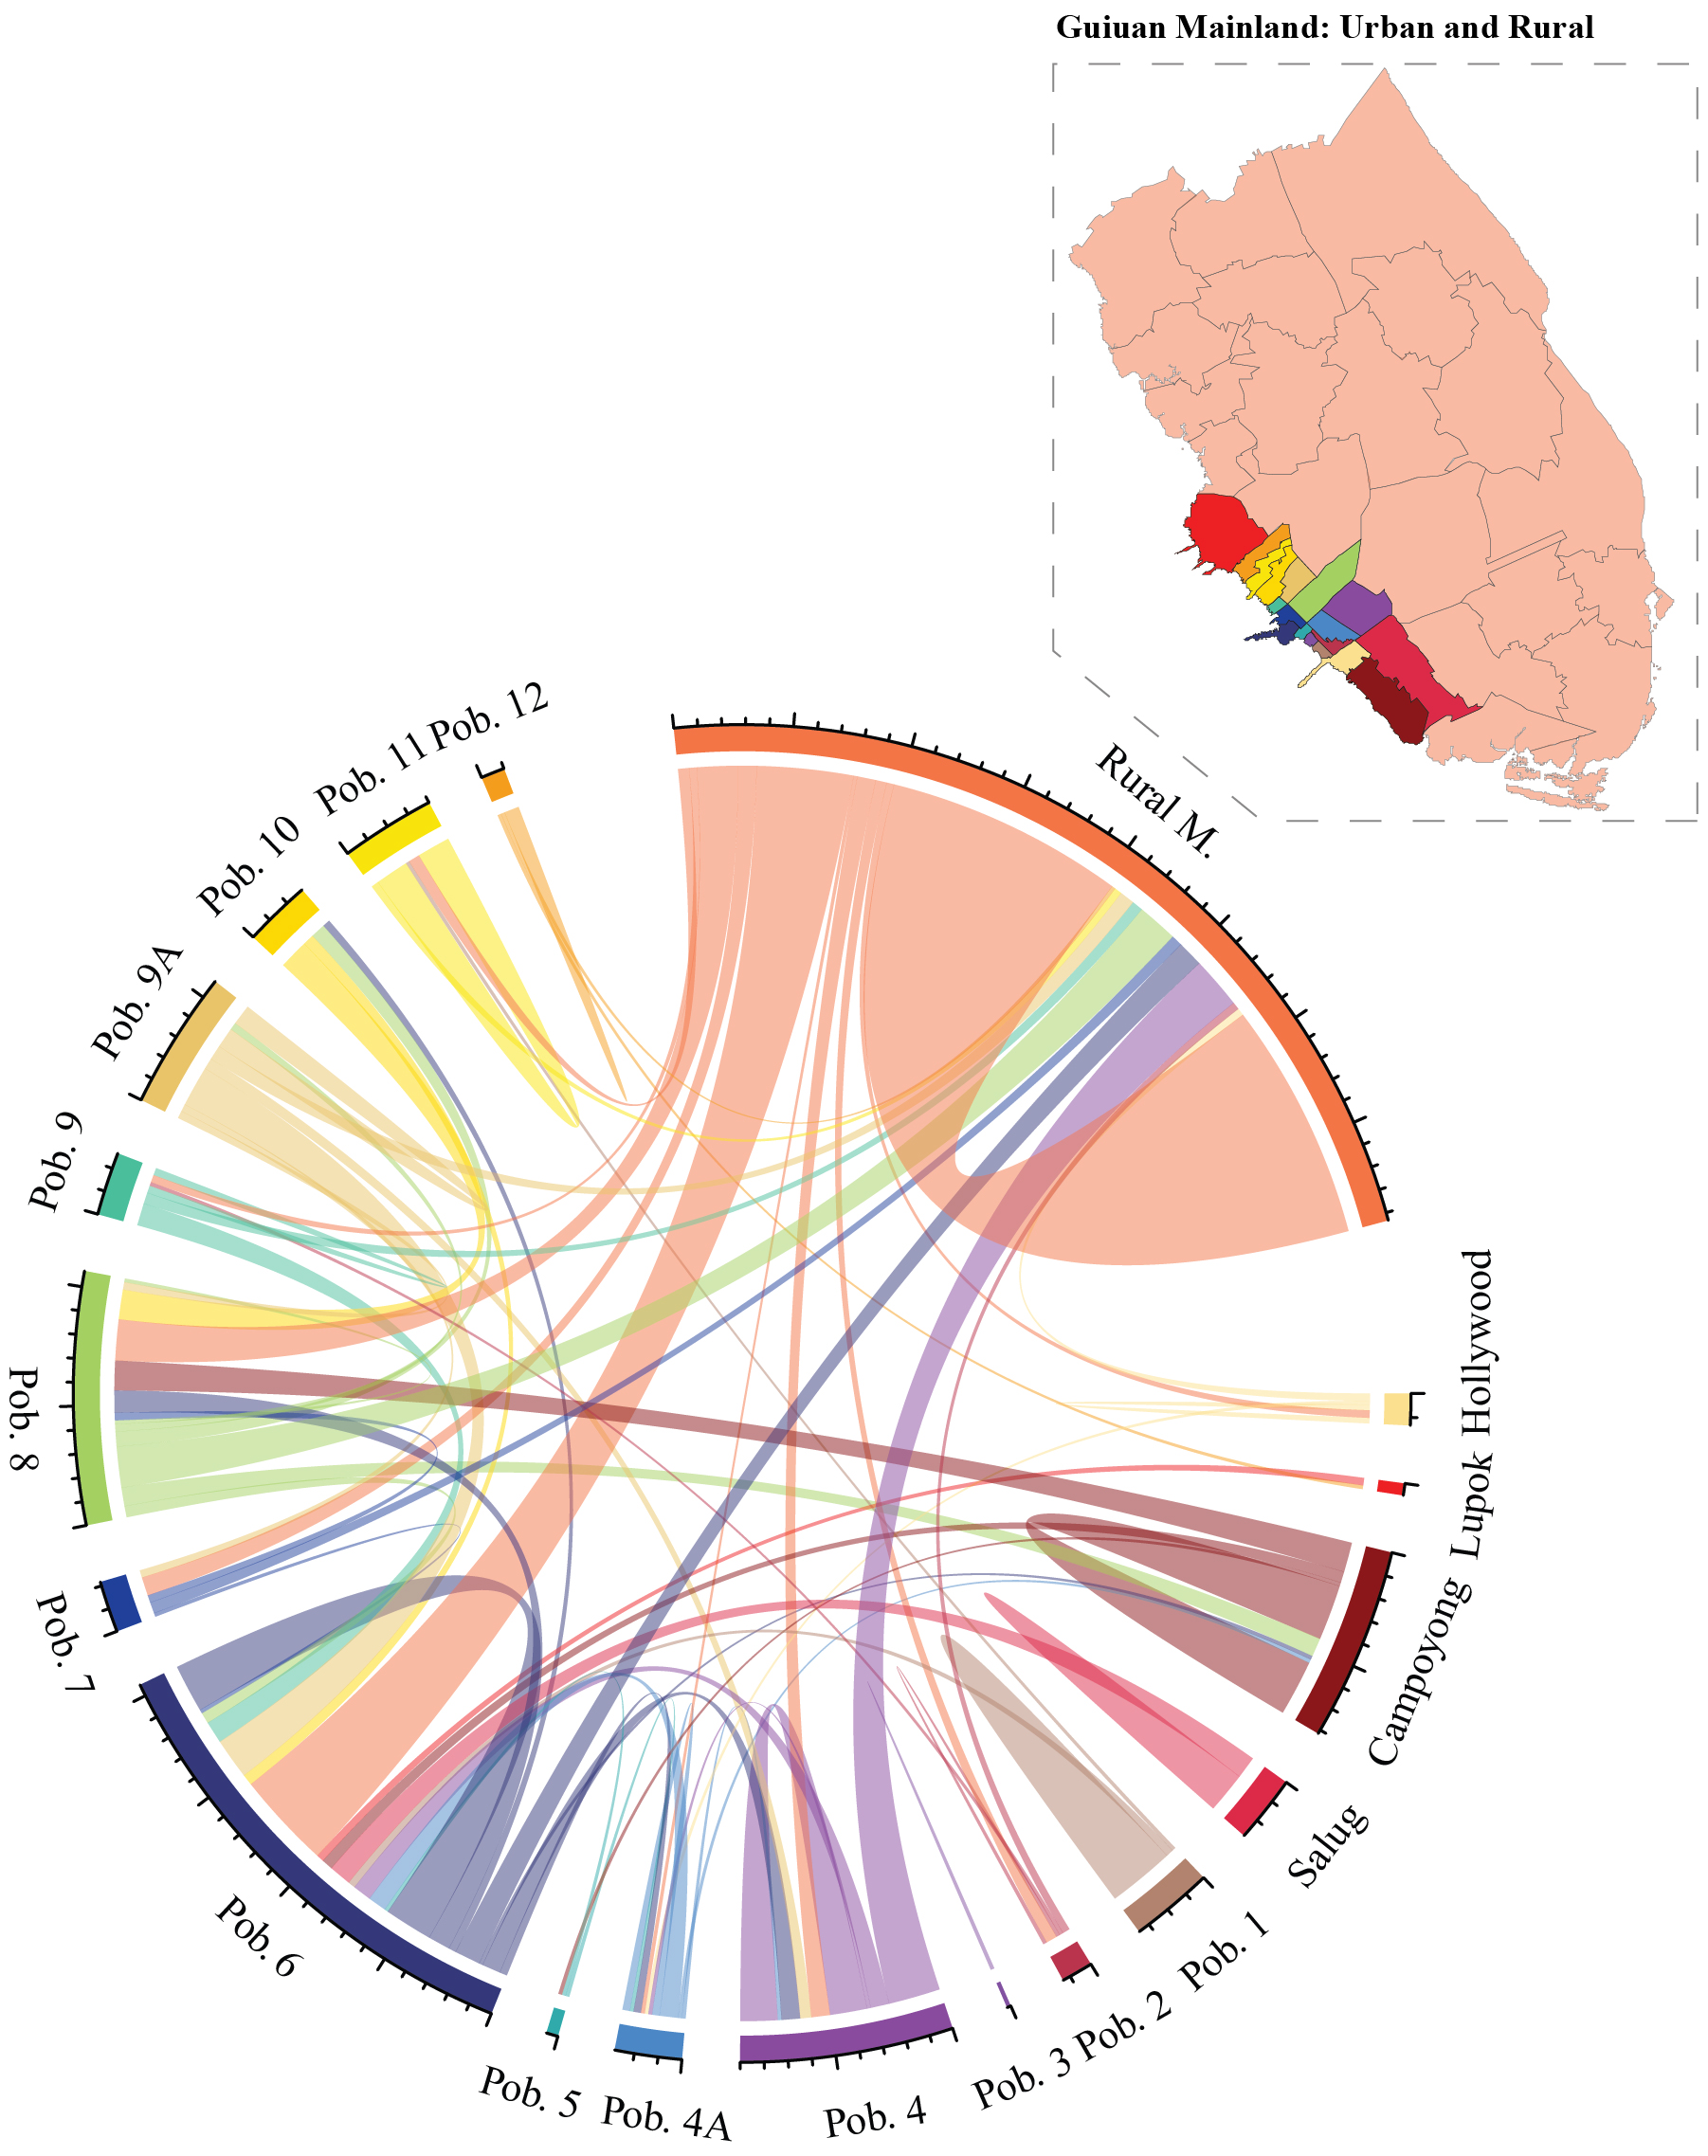 Guiuan Mainland: Urban and Rural
Rural M.
Hollywood
Lupok
Campoyong
Salug
Pob. 1
Pob. 2
Pob. 3
Pob. 4
Pob. 4A
Pob. 5
Pob. 6
Pob. 7
Pob. 8
Pob. 9
Pob. 9A
Pob. 10
Pob. 11
Pob. 12